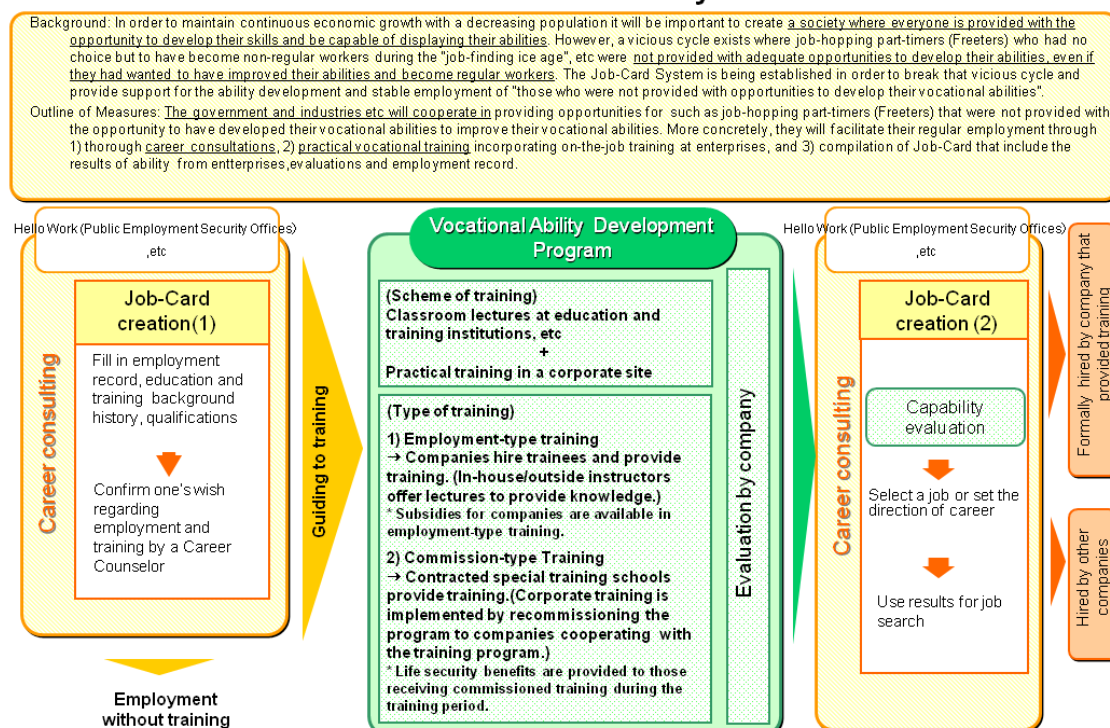 Background: In order to maintain continuous economic growth with a decreasing population it will be important to create a society where everyone is provided with the
opportunity to develop their skills and be capable of displaying their abilities. However, a vicious cycle exists where job-hopping part-timers (Freeters) who had no
choice but to have become non-regular workers during the "job-finding ice age", etc were not provided with adequate opportunities to develop their abilities, even if
they had wanted to have improved their abilities and become regular workers. The Job-Card System is being established in order to break that vicious cycle and
provide support for the ability development and stable employment of "those who were not provided with opportunities to develop their vocational abilities".
Outline of Measures: The government and industries etc will cooperate in providing opportunities for such as job-hopping part-timers (Freeters) that were not provided with
the opportunity to have developed their vocational abilities to improve their vocational abilities. More concretely, they will facilitate their regular employment through
1) thorough career consultations, 2) practical vocational training incorporating on-the-job training at enterprises, and 3) compilation of Job-Card that include the
results of ability from entterprises,evaluations and employment record.
Hello Work (Public Employment Security Offices)
,etc
Career consulting
Job-Card
creation(1)
Fill in employment
record, education and
training background
history, qualifications
Confirm one's wish
regarding
employment and
training by a Career
Counselor
Employment
without training
Guiding to training
Vocational Ability Development
Program
(Scheme of training)
Classroom lectures at education and
training institutions, etc
+
Practical training in a corporate site
(Type of training)
1) Employment-type training
→ Companies hire trainees and provide
training. (In-house/outside instructors
offer lectures to provide knowledge.)
* Subsidies for companies are available in
employment-type training.
2) Commission-type Training
→ Contracted special training schools
provide training.(Corporate training is
implemented by recommissioning the
program to companies cooperating with
the training program.)
* Life security benefits are provided to those
receiving commissioned training during the
training period.
Evaluation by company
Hello Work (Public Employment Security Offices)
,etc
Career consulting
Job-Card
creation (2)
Capability
evaluation
Select a job or set the
direction of career
Use results for job
search
Formally hired by company that
provided training
Hired by other
companies